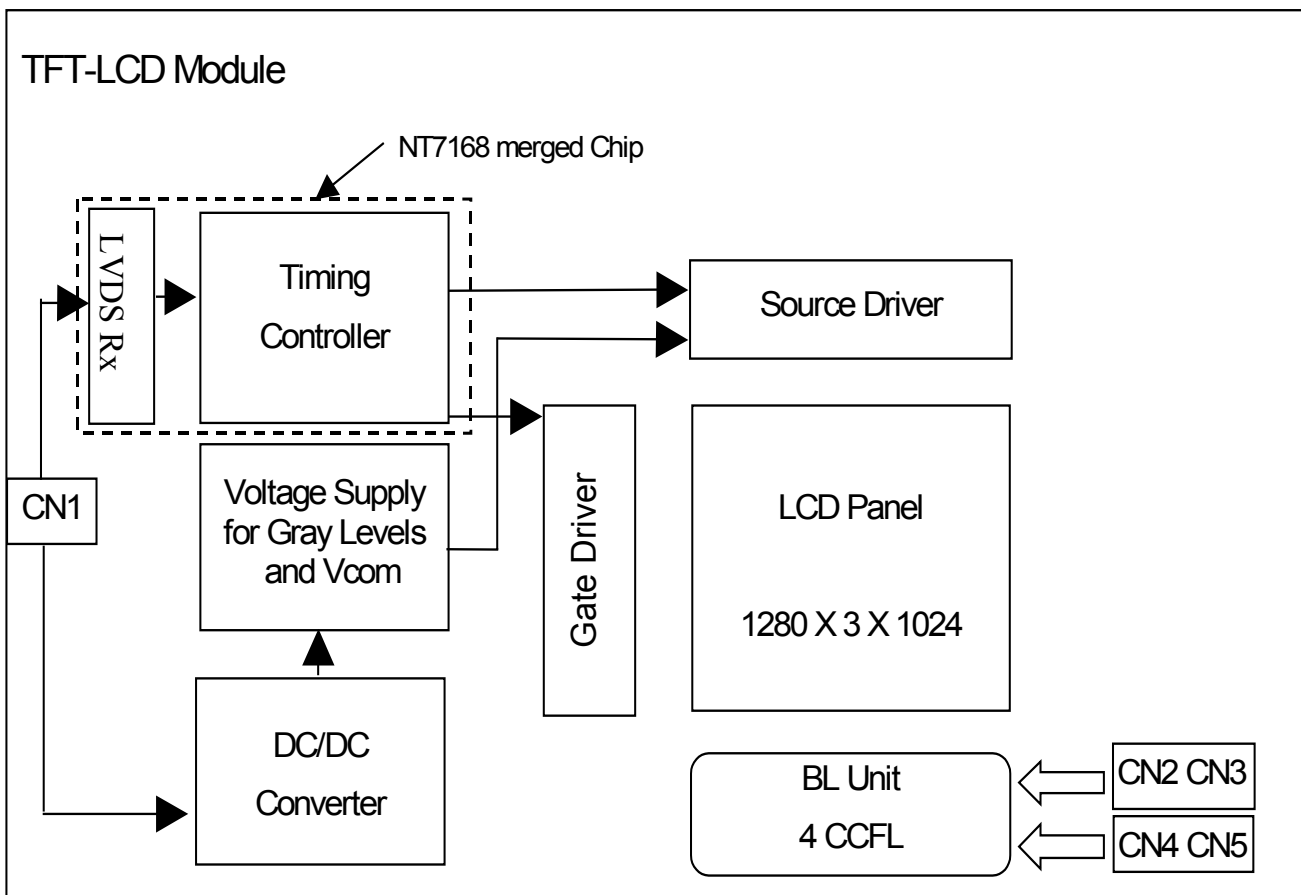 TFT-LCD Module
NT7168 merged Chip
LVDS Rx
Timing
Controller
Source Driver
CN1
Voltage Supply
for Gray Levels
and Vcom
Gate Driver
LCD Panel
1280 X 3 X 1024
DC/DC
Converter
BL Unit
4 CCFL
CN2 CN3
CN4 CN5